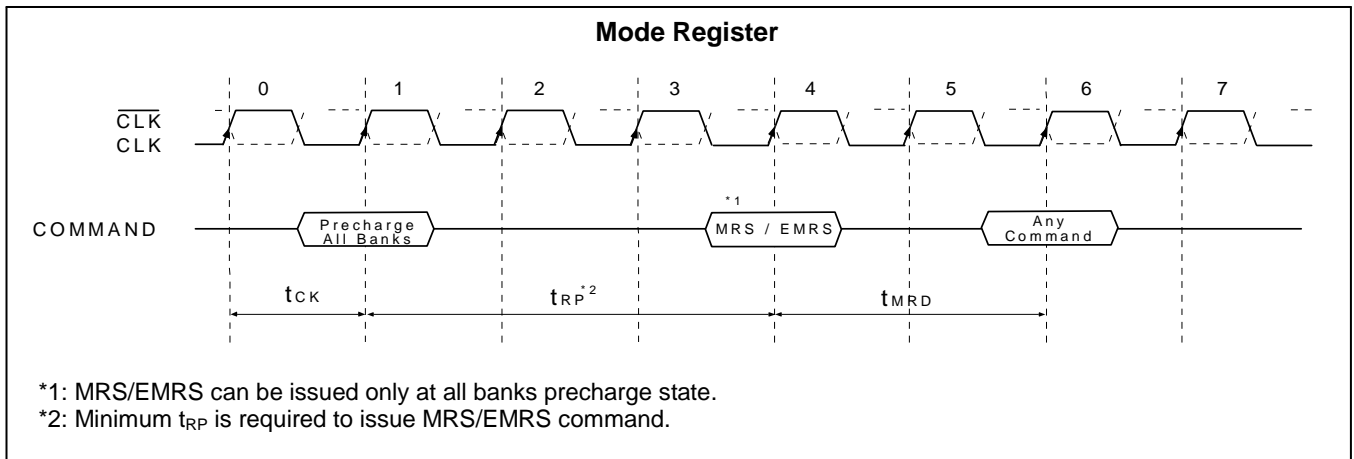 Mode Register
0 1 2 3 4 5 6 7
CLK
CLK
*1
COMMAND
Precharge
All Banks
MRS / EMRS
Any
Command
tCK
tRP*2
tMRD
*1: MRS/EMRS can be issued only at all banks precharge state.
*2: Minimum tRP is required to issue MRS/EMRS command.